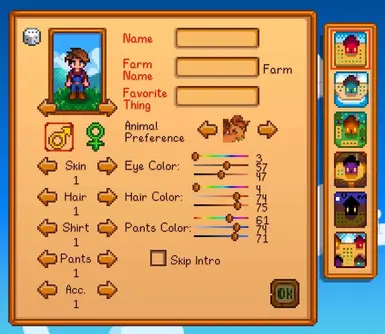 Name
Farm
Name
Farm
Favorite
Thing
Animal
Preference
Skin
1
Eye Color:
3
57
47
Hair
1
Hair Color:
4
74
75
Shirt
1
Pants Color:
61
79
71
Pants
1
Skip Intro
Acc.
1
OK